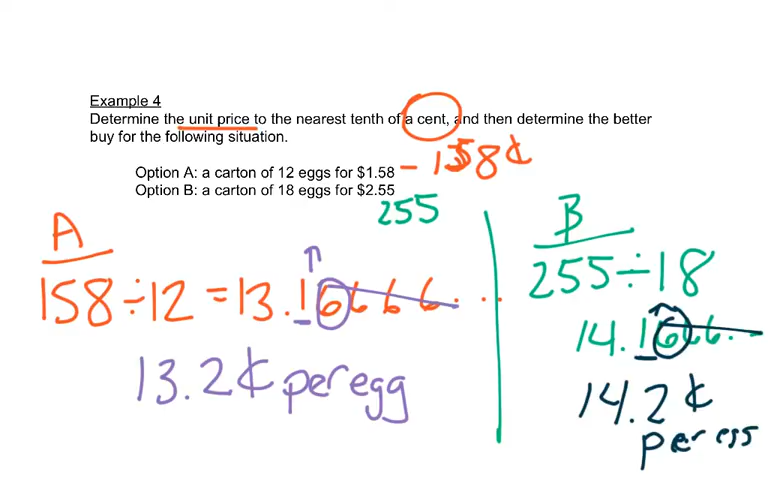 Example 4
Determine the unit price to the nearest tenth of a cent, and then determine the better
buy for the following situation.
Option A: a carton of 12 eggs for $1.58 – 158¢
Option B: a carton of 18 eggs for $2.55
255
A
158 ÷ 12 = 13.16666...
13.2¢ per egg
B
255 ÷ 18
14.1666..
14.2¢
per egg